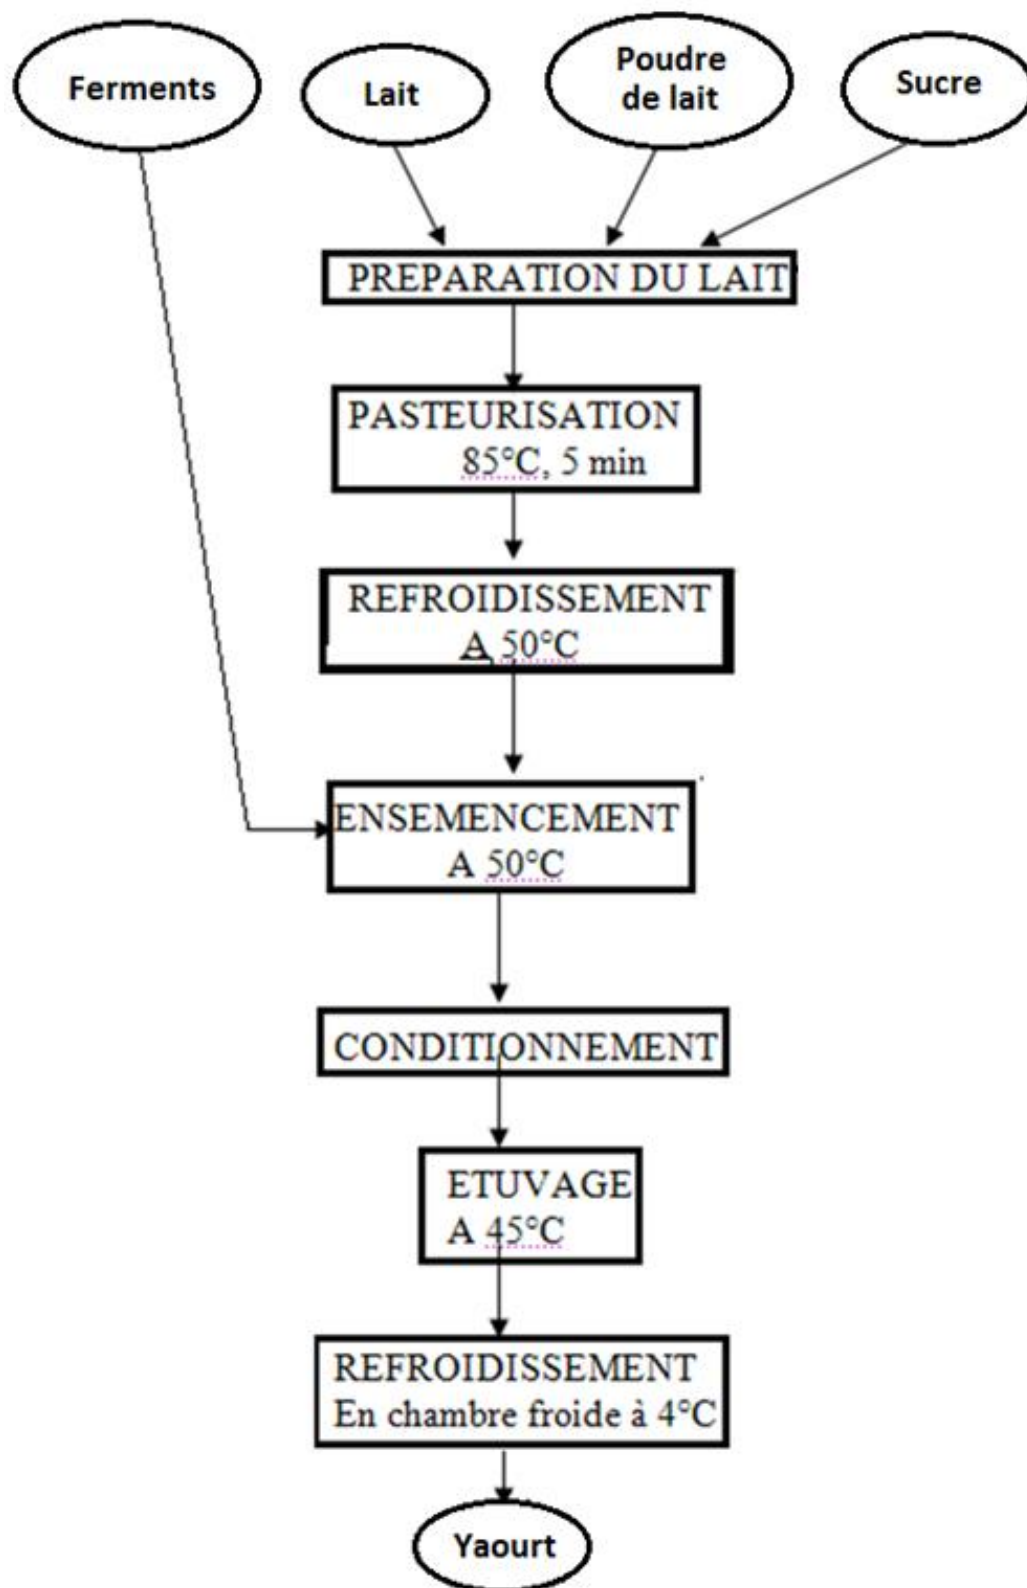 Ferments
Lait
Poudre
de lait
Sucre
PREPARATION DU LAIT
PASTEURISATION
85°C, 5 min
REFROIDISSEMENT
A 50°C
ENSEMENCEMENT
A 50°C
CONDITIONNEMENT
ETUVAGE
A 45°C
REFROIDISSEMENT
En chambre froide à 4°C
Yaourt